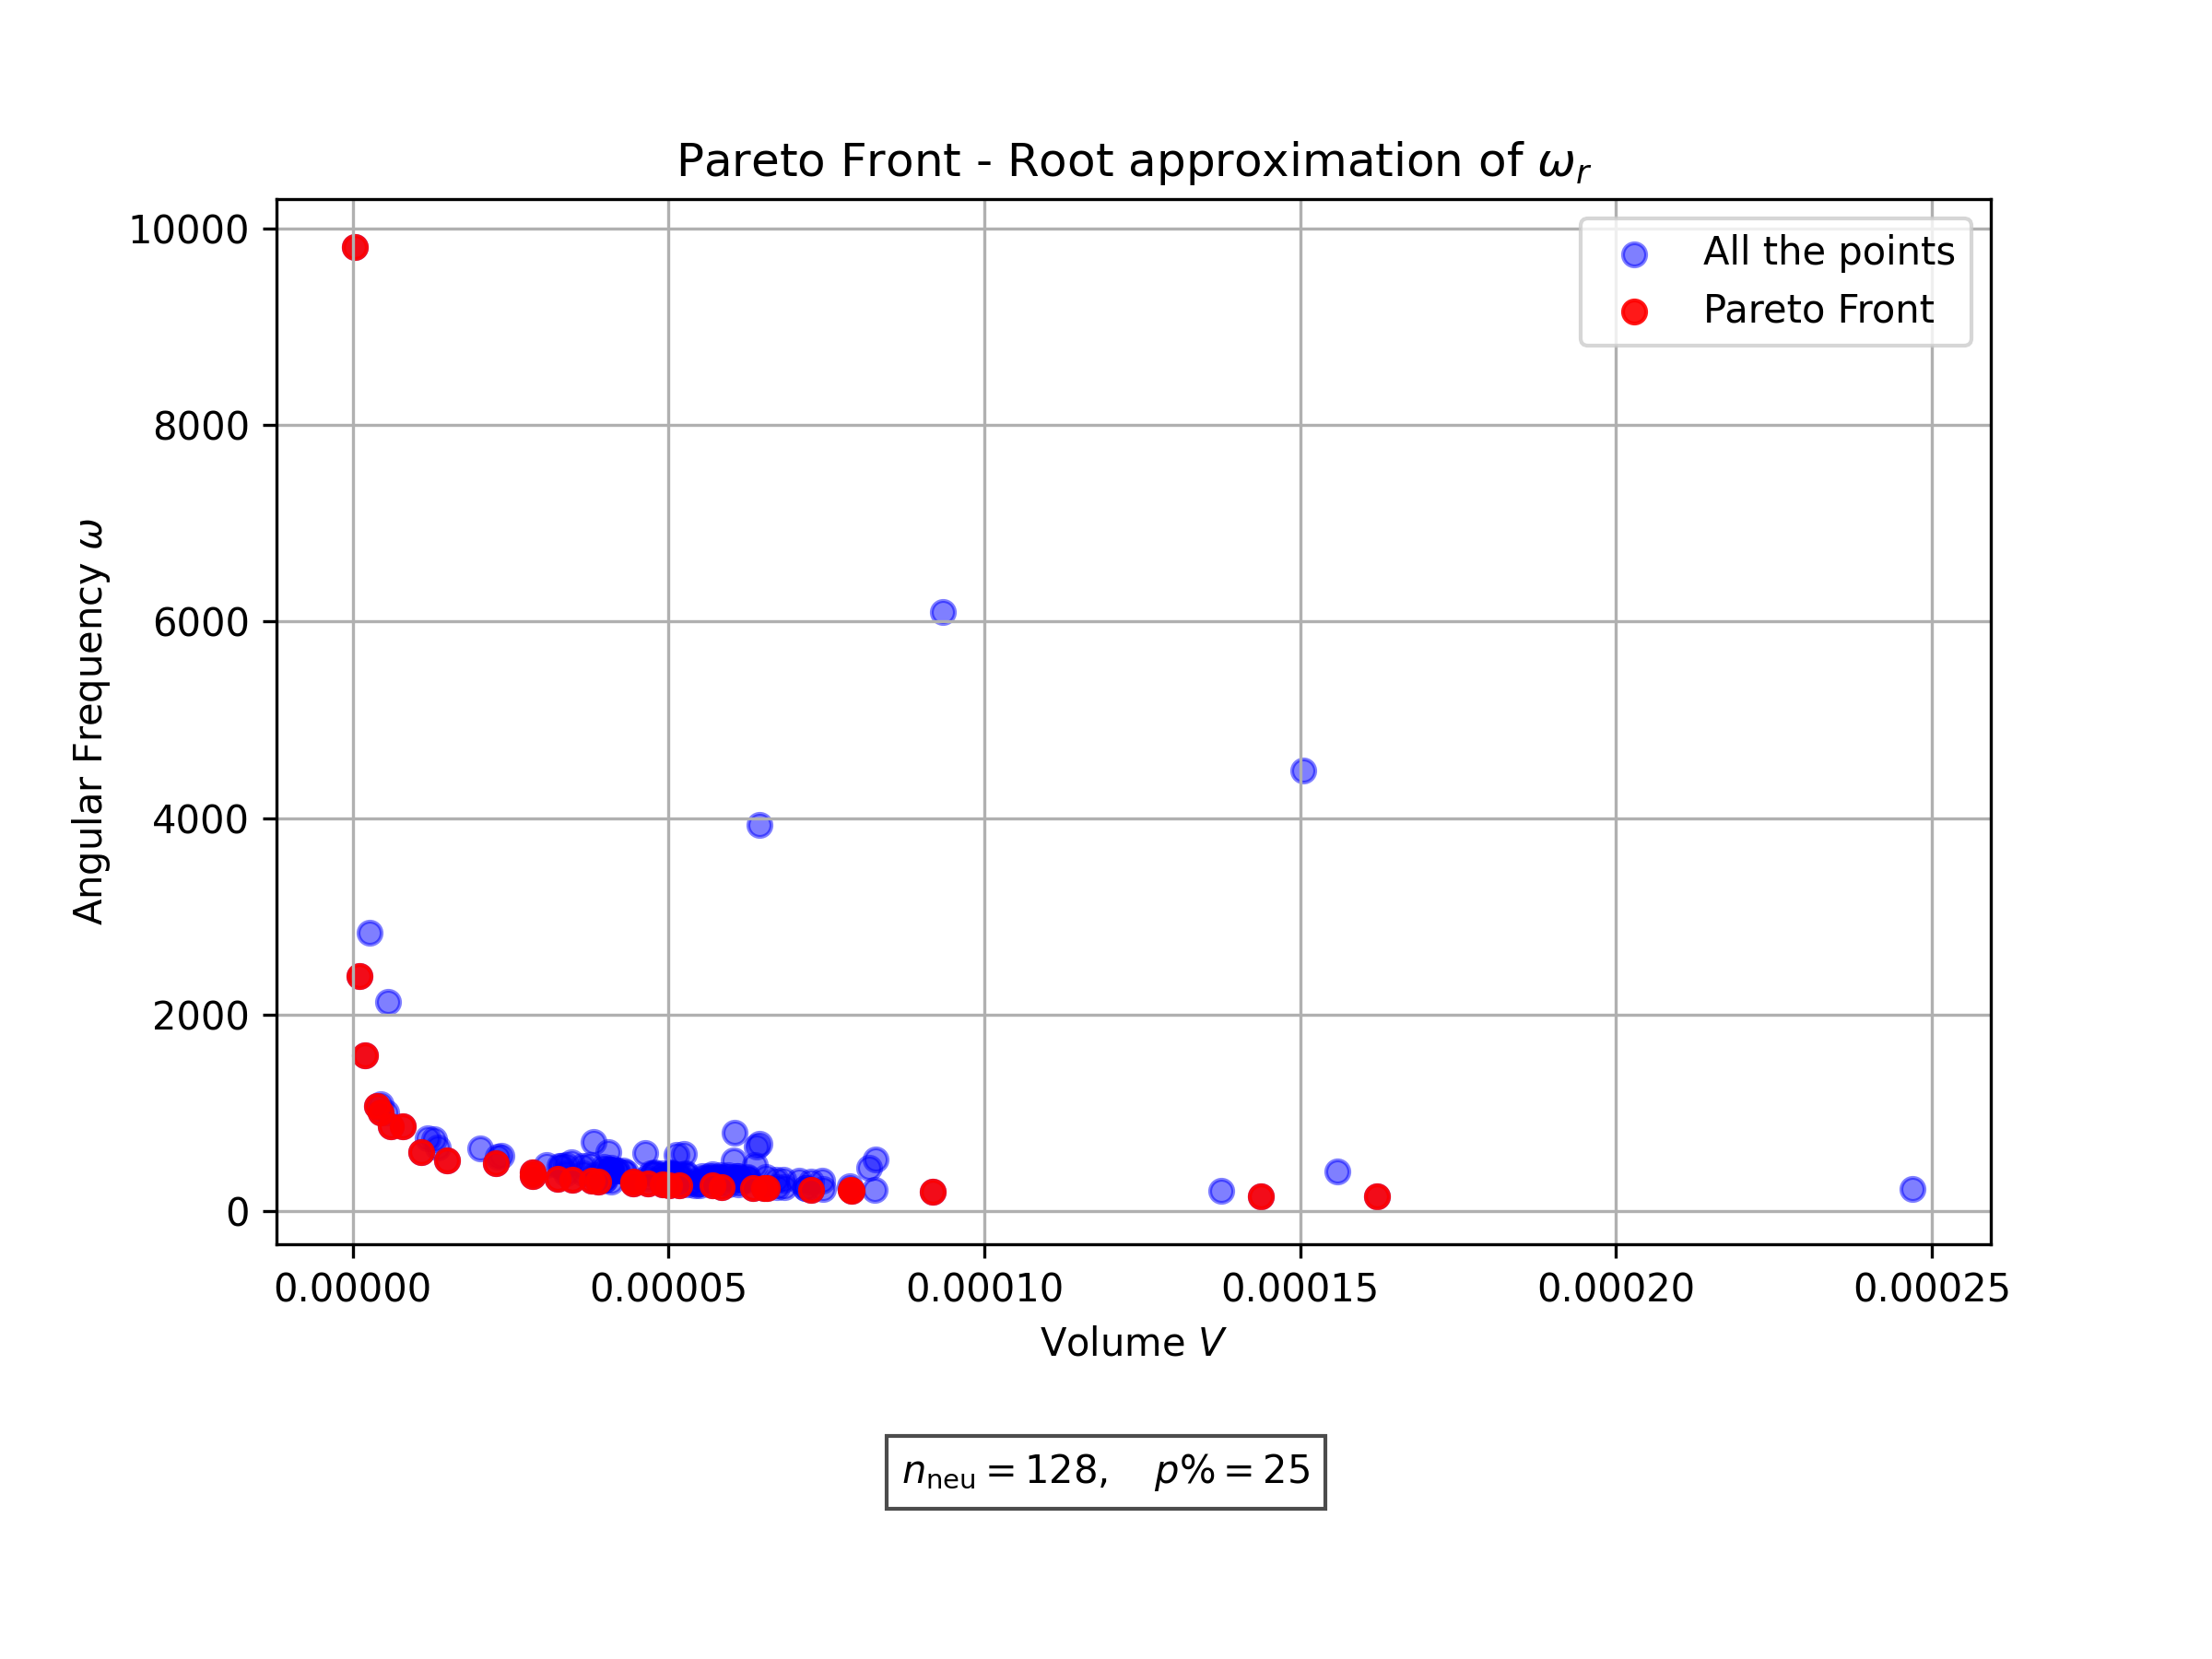 Pareto Front - Root approximation of ωr
10000
8000
6000
4000
2000
0
Angular Frequency ω
All the points
Pareto Front
0.00000 0.00005 0.00010 0.00015 0.00020 0.00025
Volume V
nneu = 128, p% = 25